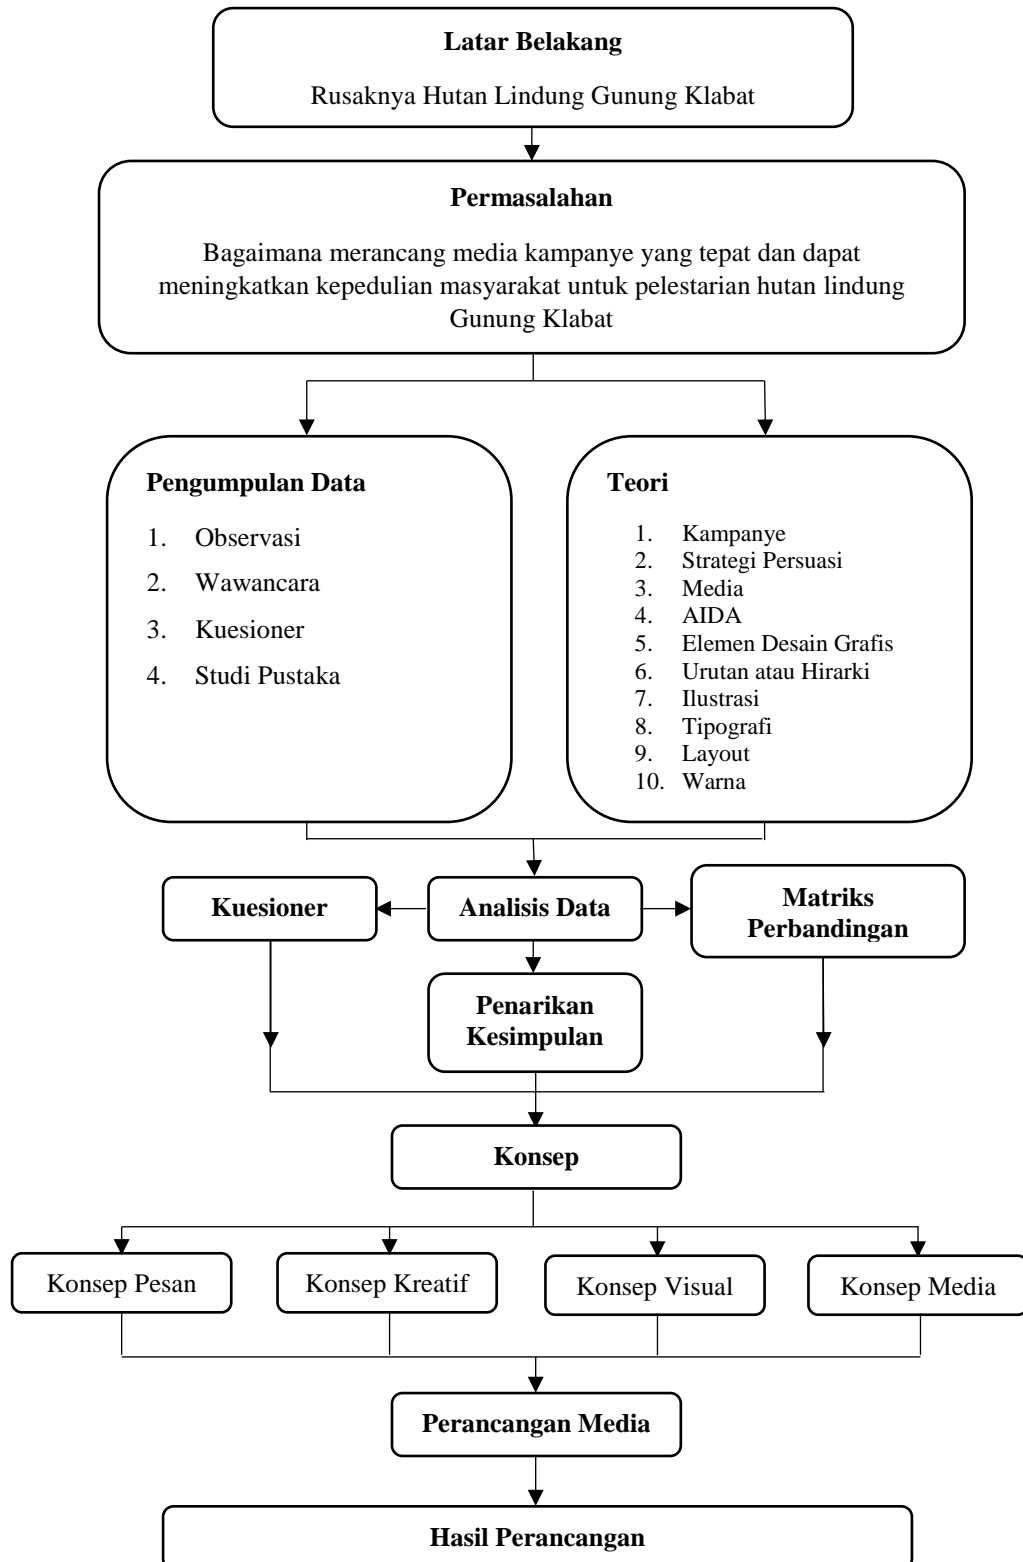 Latar Belakang
Rusaknya Hutan Lindung Gunung Klabat
Permasalahan
Bagaimana merancang media kampanye yang tepat dan dapat
meningkatkan kepedulian masyarakat untuk pelestarian hutan lindung
Gunung Klabat
Pengumpulan Data
1. Observasi
2. Wawancara
3. Kuesioner
4. Studi Pustaka
Teori
1. Kampanye
2. Strategi Persuasi
3. Media
4. AIDA
5. Elemen Desain Grafis
6. Urutan atau Hirarki
7. Ilustrasi
8. Tipografi
9. Layout
10. Warna
Kuesioner
Analisis Data
Matriks
Perbandingan
Penarikan
Kesimpulan
Konsep
Konsep Pesan
Konsep Kreatif
Konsep Visual
Konsep Media
Perancangan Media
Hasil Perancangan